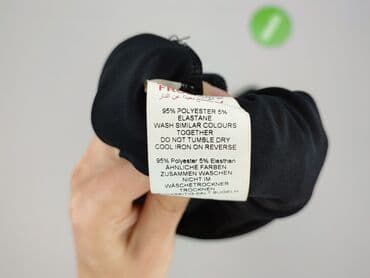 95% POLYESTER 5%
ELASTANE
WASH SIMILAR COLOURS
TOGETHER
DO NOT TUMBLE DRY
COOL IRON ON REVERSE
95% Polyester 5% Elasthan
ÄHNLICHE FARBEN
ZUSAMMEN WASCHEN
NICHT IM
WÄSCHETROCKNER
TROCKNEN